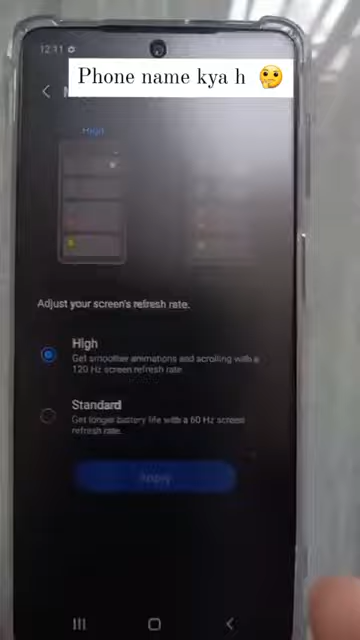 12:11
Phone name kya h 🤔
High
Adjust your screen's refresh rate.
High
Get smoother animations and scrolling with a
120 Hz screen refresh rate.
Standard
Get longer battery life with a 60 Hz screen
refresh rate.
Apply